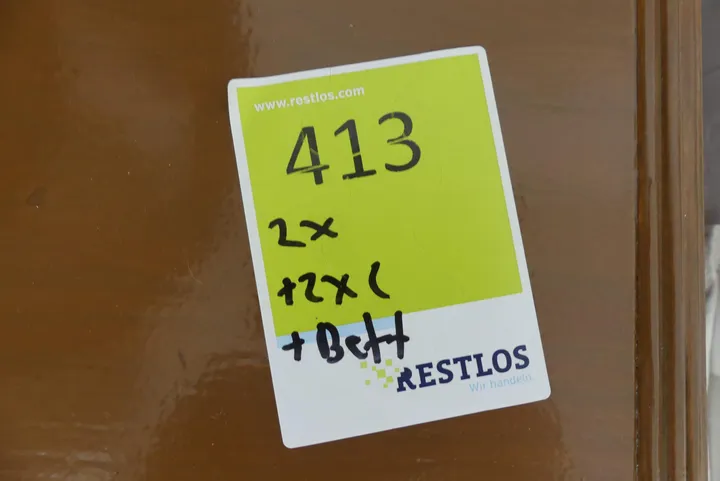 www.restlos.com
413
2x
+2x (
+ Bett
RESTLOS
Wir handeln.